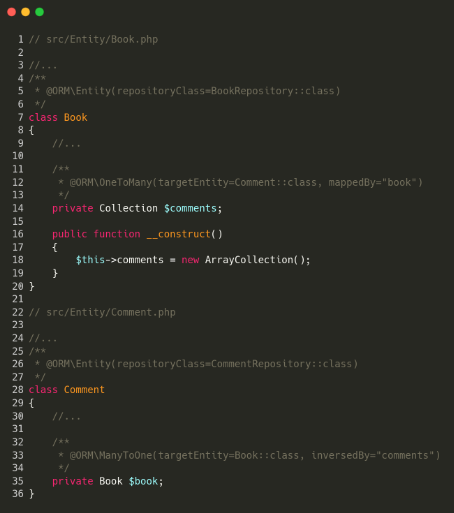 1 // src/Entity/Book.php
2
3 //...
4 /**
5  * @ORM\Entity(repositoryClass=BookRepository::class)
6  */
7 class Book
8 {
9     //...
10
11     /**
12      * @ORM\OneToMany(targetEntity=Comment::class, mappedBy="book")
13      */
14     private Collection $comments;
15
16     public function __construct()
17     {
18         $this->comments = new ArrayCollection();
19     }
20 }
21
22 // src/Entity/Comment.php
23
24 //...
25 /**
26  * @ORM\Entity(repositoryClass=CommentRepository::class)
27  */
28 class Comment
29 {
30     //...
31
32     /**
33      * @ORM\ManyToOne(targetEntity=Book::class, inversedBy="comments")
34      */
35     private Book $book;
36 }